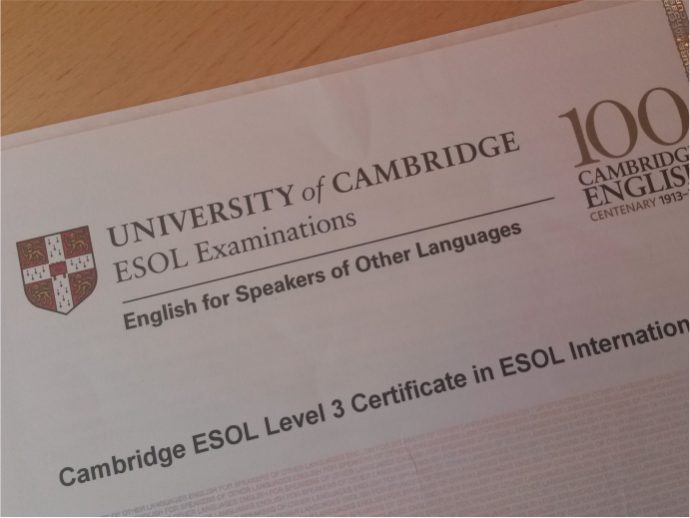 UNIVERSITY of CAMBRIDGE
ESOL Examinations
English for Speakers of Other Languages
100
CAMBRIDG
ENGLIS
CENTENARY 1913–
Cambridge ESOL Level 3 Certificate in ESOL Internation